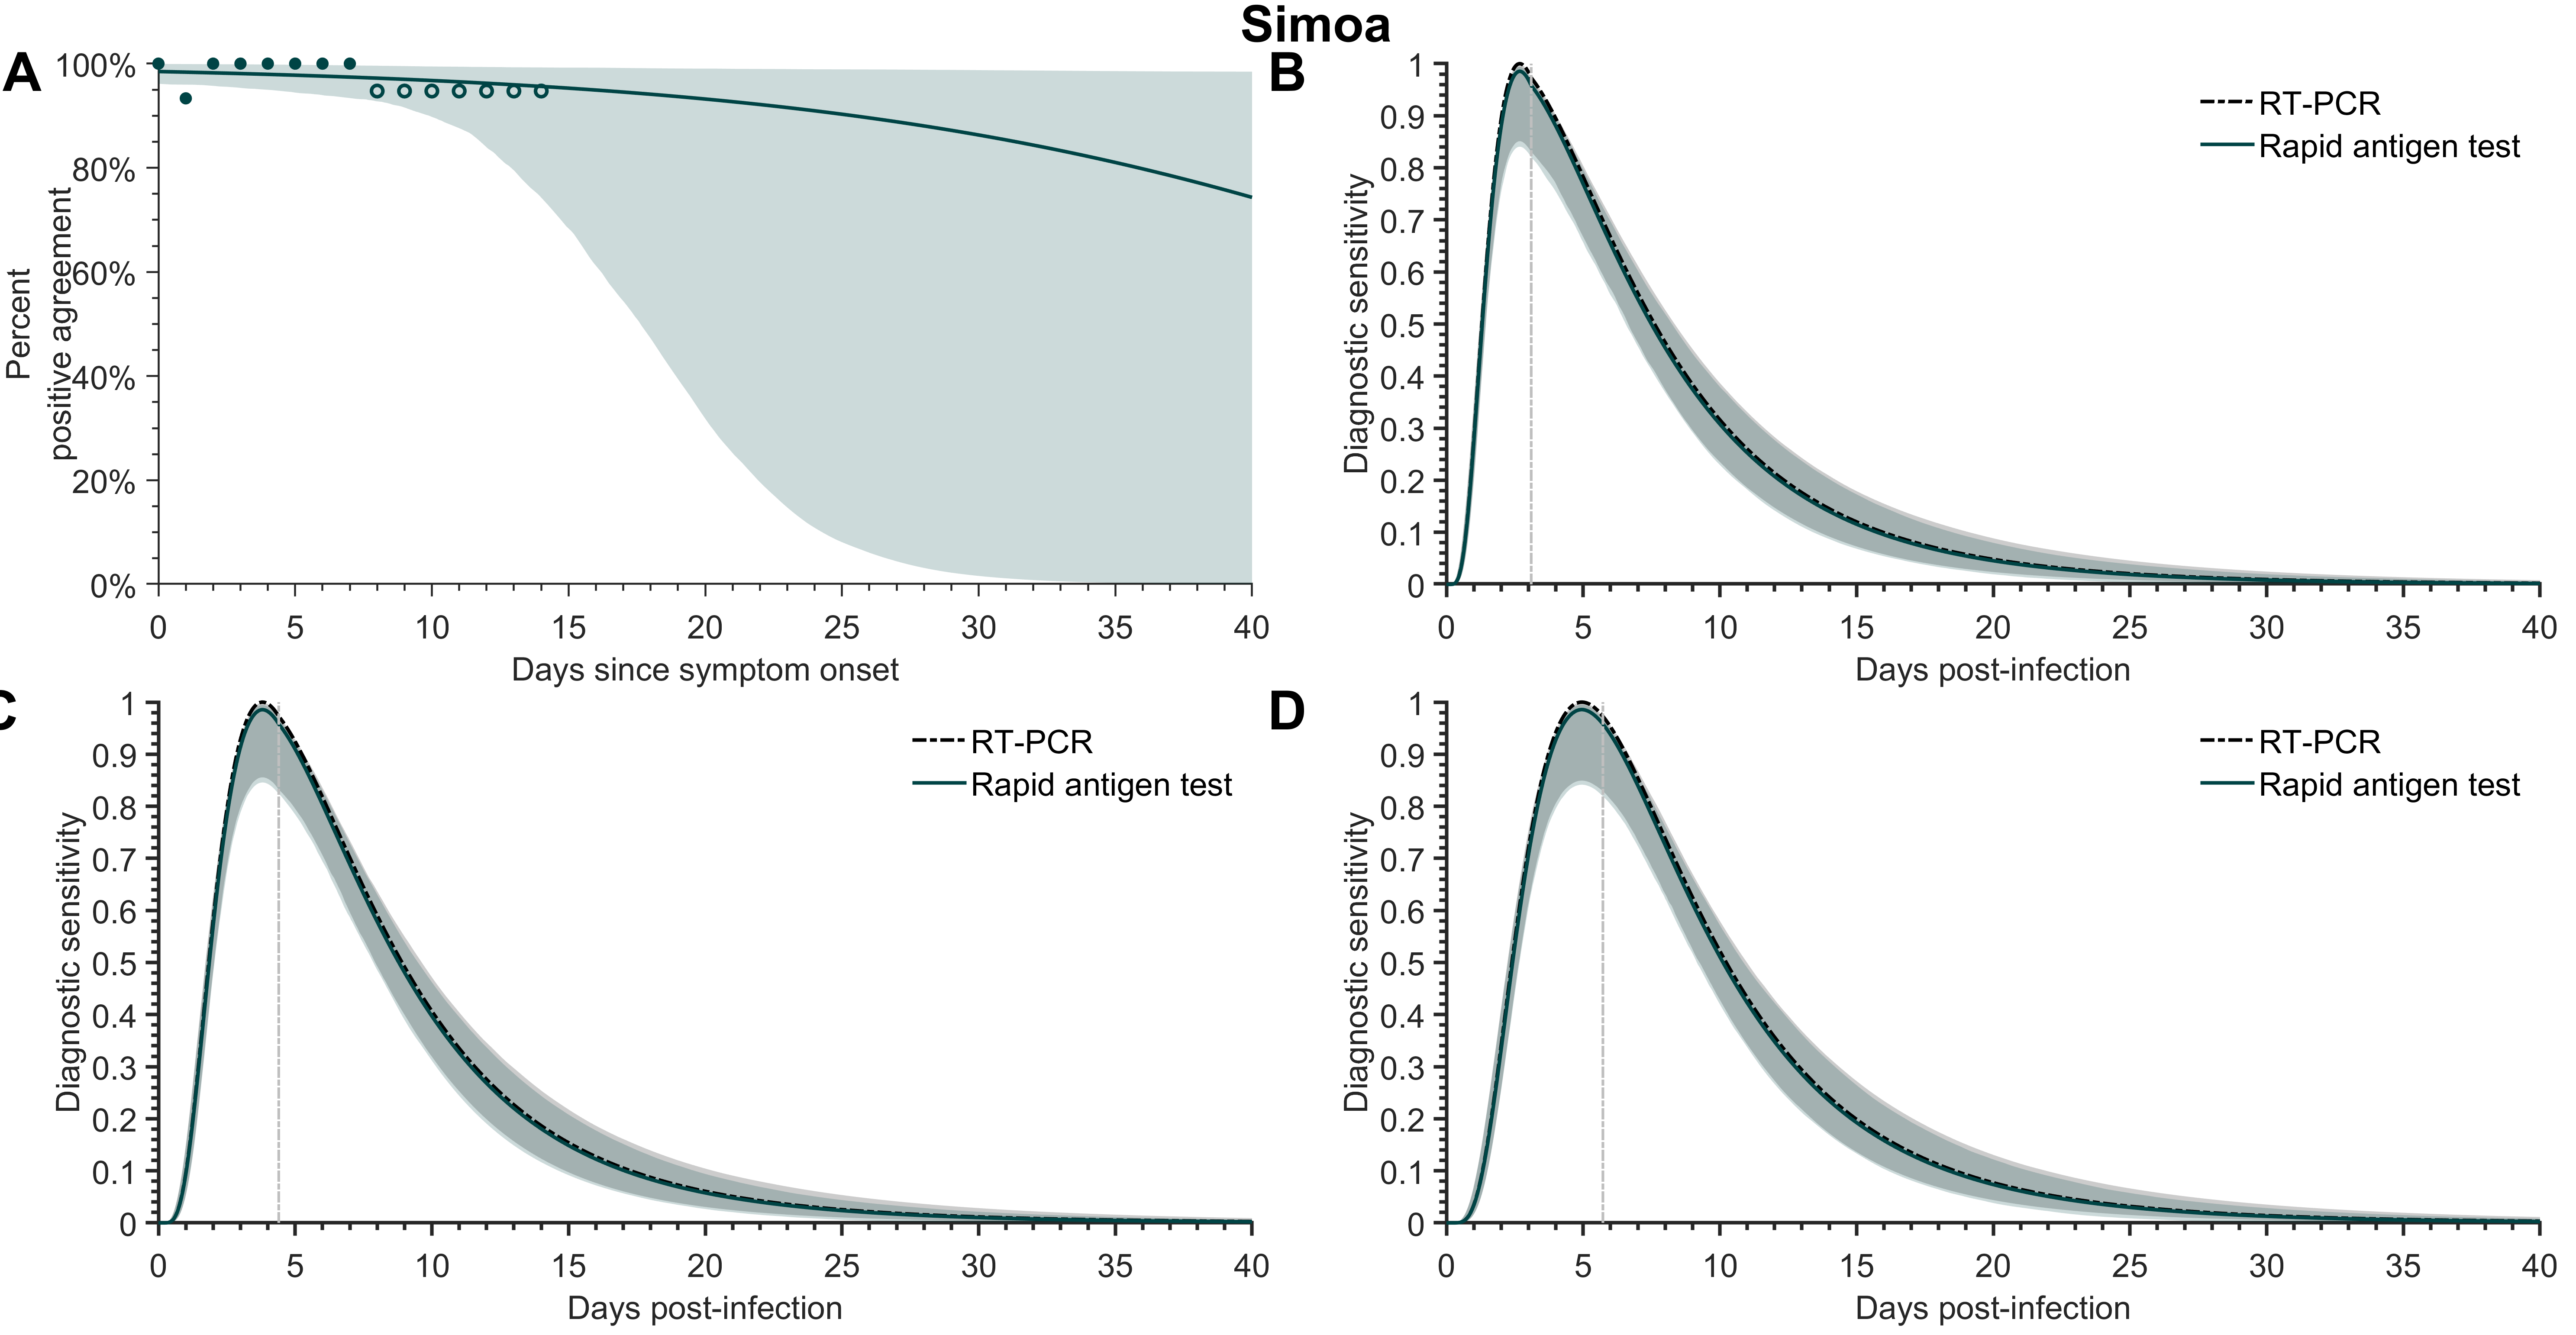 Simoa
A
100%
80%
60%
40%
20%
0%
Percent
positive agreement
0 5 10 15 20 25 30 35 40
Days since symptom onset
B
1
0.9
0.8
0.7
0.6
0.5
0.4
0.3
0.2
0.1
0
Diagnostic sensitivity
RT-PCR
Rapid antigen test
0 5 10 15 20 25 30 35 40
Days post-infection
C
1
0.9
0.8
0.7
0.6
0.5
0.4
0.3
0.2
0.1
0
Diagnostic sensitivity
RT-PCR
Rapid antigen test
0 5 10 15 20 25 30 35 40
Days post-infection
D
1
0.9
0.8
0.7
0.6
0.5
0.4
0.3
0.2
0.1
0
Diagnostic sensitivity
RT-PCR
Rapid antigen test
0 5 10 15 20 25 30 35 40
Days post-infection